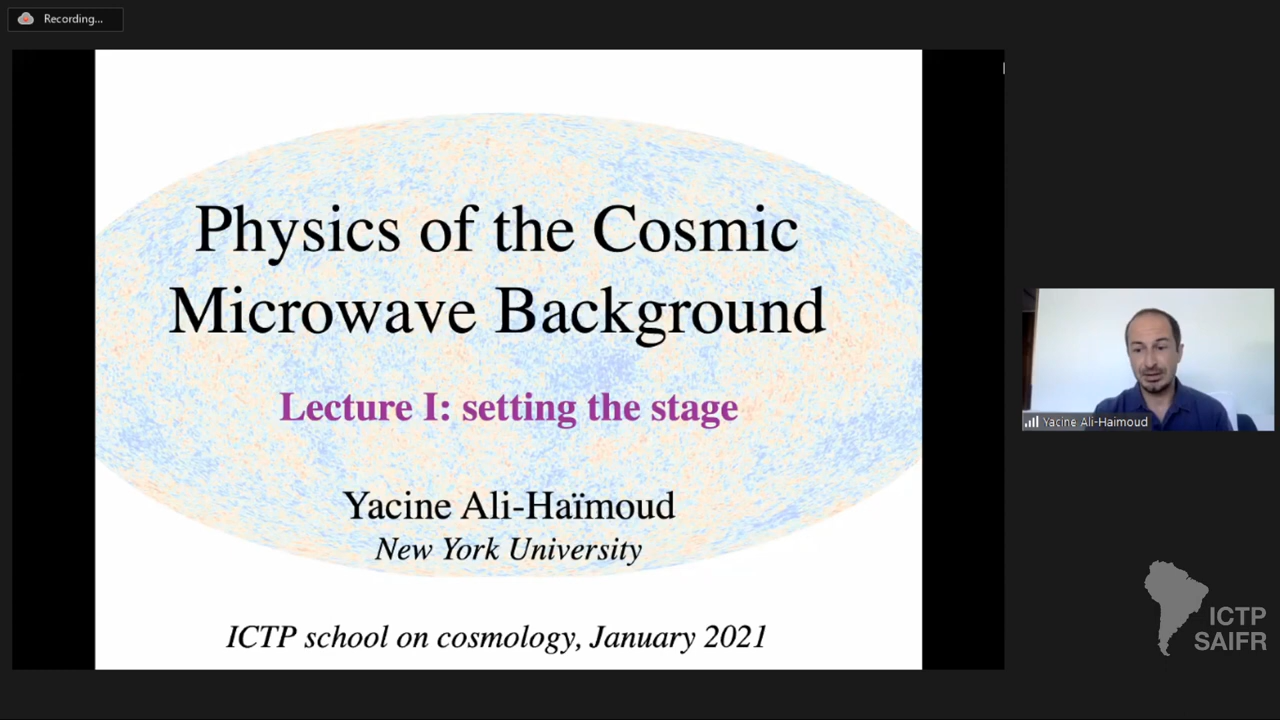 Recording...
Physics of the Cosmic
Microwave Background
Lecture I: setting the stage
Yacine Ali-Haïmoud
New York University
ICTP school on cosmology, January 2021
Yacine Ali-Haimoud
ICTP
SAIFR